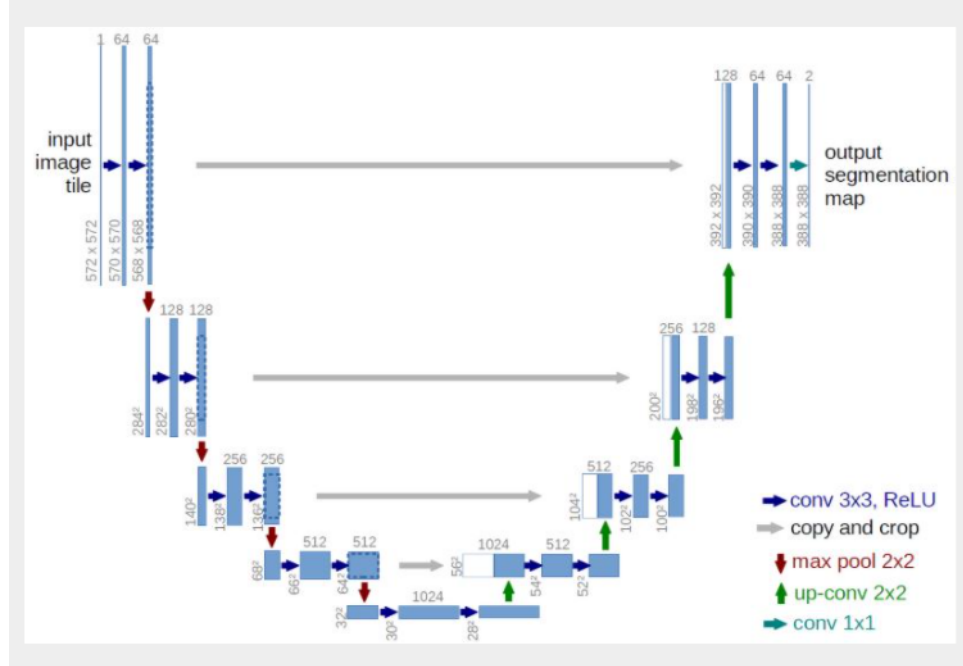 1 64 64
128 64 64 2
input
image
tile
output
segmentation
map
572 x 572
570 x 570
568 x 568
392 x 392
390 x 390
388 x 388
388 x 388
128 128
256 128
284²
282²
280²
200²
198²
196²
256 256
512 256
140²
138²
136²
104²
102²
100²
512 512
1024 512
68²
66²
64²
56²
54²
52²
1024
32²
30²
28²
conv 3x3, ReLU
copy and crop
max pool 2x2
up-conv 2x2
conv 1x1